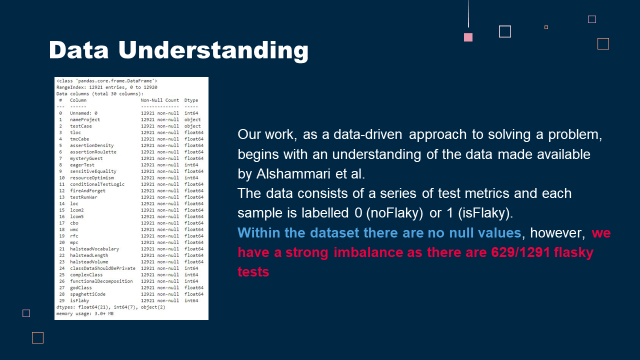 Data Understanding
<class 'pandas.core.frame.DataFrame'>
RangeIndex: 12921 entries, 0 to 12920
Data columns (total 30 columns):
# Column Non-Null Count Dtype
--- ------ -------------- -----
0 Unnamed: 0 12921 non-null int64
1 nameProject 12921 non-null object
2 testCase 12921 non-null object
3 tloc 12921 non-null float64
4 tmcCabe 12921 non-null float64
5 assertionDensity 12921 non-null float64
6 assertionRoulette 12921 non-null float64
7 mysteryGuest 12921 non-null float64
8 eagerTest 12921 non-null int64
9 sensitiveEquality 12921 non-null float64
10 resourceOptimism 12921 non-null int64
11 conditionalTestLogic 12921 non-null float64
12 fireAndForget 12921 non-null float64
13 testRunWar 12921 non-null int64
14 loc 12921 non-null float64
15 lcom2 12921 non-null float64
16 lcom5 12921 non-null float64
17 cbo 12921 non-null float64
18 wmc 12921 non-null float64
19 rfc 12921 non-null float64
20 mpc 12921 non-null float64
21 halsteadVocabulary 12921 non-null float64
22 halsteadLength 12921 non-null float64
23 halsteadVolume 12921 non-null float64
24 classDataShouldBePrivate 12921 non-null int64
25 complexClass 12921 non-null int64
26 functionalDecomposition 12921 non-null int64
27 godClass 12921 non-null float64
28 spaghettiCode 12921 non-null float64
29 isFlaky 12921 non-null int64
dtypes: float64(21), int64(7), object(2)
memory usage: 3.0+ MB
Our work, as a data-driven approach to solving a problem,
begins with an understanding of the data made available
by Alshammari et al.
The data consists of a series of test metrics and each
sample is labelled 0 (noFlaky) or 1 (isFlaky).
Within the dataset there are no null values, however, we
have a strong imbalance as there are 629/1291 flasky
tests